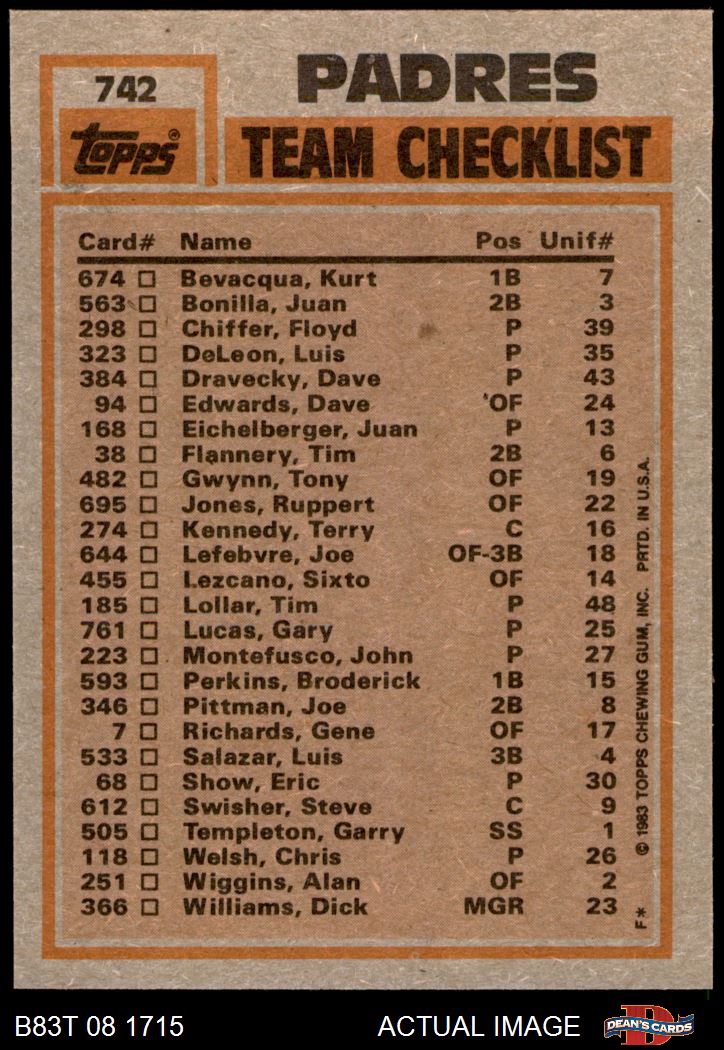 742
PADRES
topps®
TEAM CHECKLIST
Card# Name Pos Unif#
674 □ Bevacqua, Kurt 1B 7
563 □ Bonilla, Juan 2B 3
298 □ Chiffer, Floyd P 39
323 □ DeLeon, Luis P 35
384 □ Dravecky, Dave P 43
94 □ Edwards, Dave OF 24
168 □ Eichelberger, Juan P 13
38 □ Flannery, Tim 2B 6
482 □ Gwynn, Tony OF 19
695 □ Jones, Ruppert OF 22
274 □ Kennedy, Terry C 16
644 □ Lefebvre, Joe OF-3B 18
455 □ Lezcano, Sixto OF 14
185 □ Lollar, Tim P 48
761 □ Lucas, Gary P 25
223 □ Montefusco, John P 27
593 □ Perkins, Broderick 1B 15
346 □ Pittman, Joe 2B 8
7 □ Richards, Gene OF 17
533 □ Salazar, Luis 3B 4
68 □ Show, Eric P 30
612 □ Swisher, Steve C 9
505 □ Templeton, Garry SS 1
118 □ Welsh, Chris P 26
251 □ Wiggins, Alan OF 2
366 □ Williams, Dick MGR 23
F* © 1983 TOPPS CHEWING GUM, INC. PRTD. IN U.S.A.
B83T 08 1715 ACTUAL IMAGE
D
DEAN'S CARDS